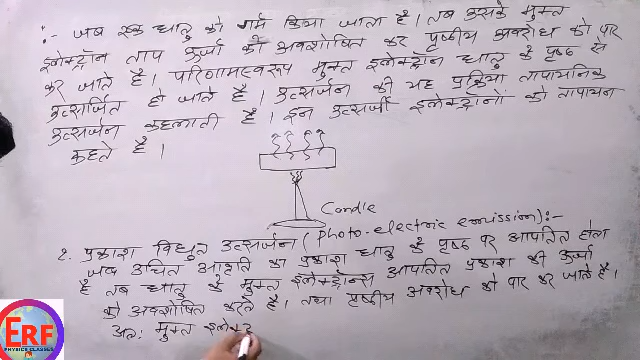 :- जब एक धातु को गर्म किया जाता है। तब उसके मुक्त
इलेक्ट्रॉन ताप ऊर्जा को अवशोषित कर पृष्ठीय अवरोध को पार
कर जाते है। परिणामस्वरूप मुक्त इलेक्ट्रॉन धातु के पृष्ठ से
उत्सर्जित हो जाते है। उत्सर्जन की यह प्रक्रिया तापायनिक
उत्सर्जन कहलाती है। इन उत्सर्जी इलेक्ट्रोनों को तापायन
कहते है।
Candle
2. प्रकाश विधुत उत्सर्जन (Photo-electric emission):-
जब उचित आवृति का प्रकाश धातु के पृष्ठ पर आपतित होता
है तब धातु के मुक्त इलेक्ट्रॉन्स आपतित प्रकाश की ऊर्जा
को अवशोषित करते है। तथा पृष्ठीय अवरोध को पार कर जाते है।
अतः मुक्त इलेक्ट
ERF
PHYSICS CLASSES